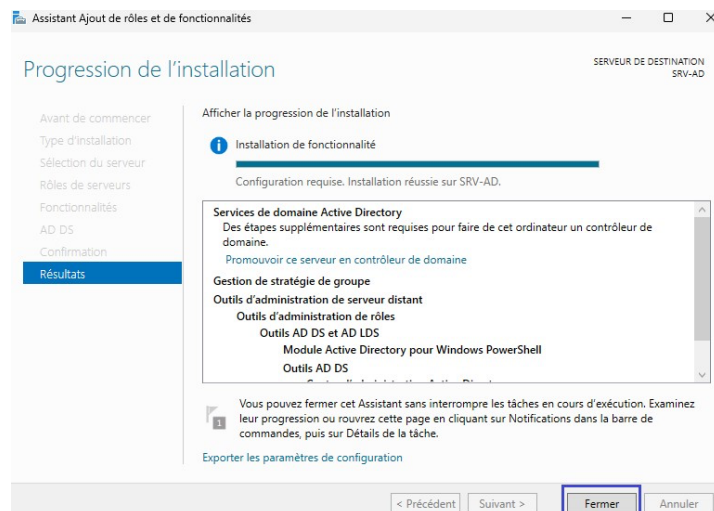 Assistant Ajout de rôles et de fonctionnalités
Progression de l'installation
SERVEUR DE DESTINATION
SRV-AD
Avant de commencer
Type d'installation
Sélection du serveur
Rôles de serveurs
Fonctionnalités
AD DS
Confirmation
Résultats
Afficher la progression de l'installation
Installation de fonctionnalité
Configuration requise. Installation réussie sur SRV-AD.
Services de domaine Active Directory
Des étapes supplémentaires sont requises pour faire de cet ordinateur un contrôleur de
domaine.
Promouvoir ce serveur en contrôleur de domaine
Gestion de stratégie de groupe
Outils d'administration de serveur distant
Outils d'administration de rôles
Outils AD DS et AD LDS
Module Active Directory pour Windows PowerShell
Outils AD DS
1
Vous pouvez fermer cet Assistant sans interrompre les tâches en cours d'exécution. Examinez
leur progression ou rouvrez cette page en cliquant sur Notifications dans la barre de
commandes, puis sur Détails de la tâche.
Exporter les paramètres de configuration
< Précédent
Suivant >
Fermer
Annuler